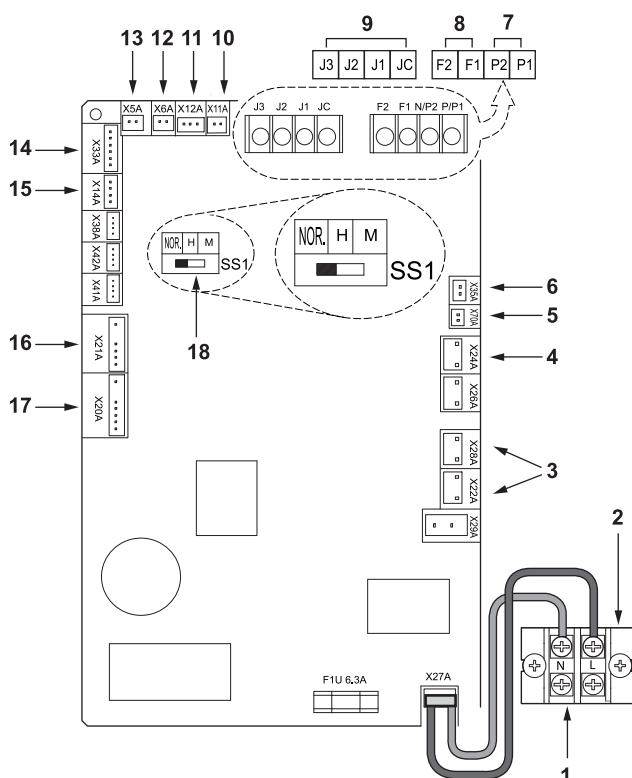 9
8
7
J3 J2 J1 JC
F2 F1 P2 P1
13
12
11
10
X5A
X6A
X12A
X11A
J3 J2 J1 JC
F2 F1 N/P2 P/P1
14
X33A
15
X14A
X38A
X42A
X41A
NOR. H M
SS1
NOR. H M
SS1
18
6
X35A
5
X70A
4
X24A
X26A
16
X21A
17
X20A
3
X28A
X22A
X29A
2
N L
1
F1U 6.3A
X27A